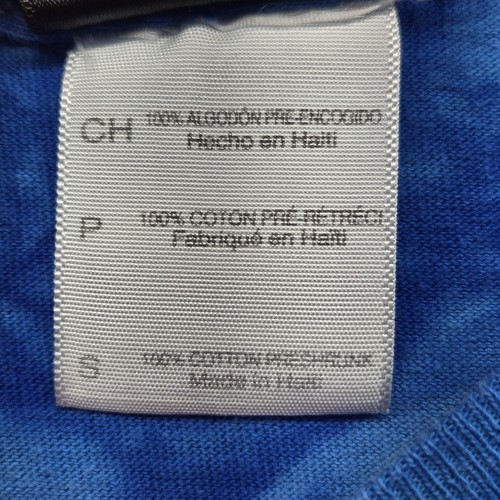 CH 100% ALGODÓN PRE-ENCOGIDO
Hecho en Haiti
P 100% COTON PRÉ-RÉTRÉCI
Fabriqué en Haïti
S 100% COTTON PRESHRUNK
Made in Haiti